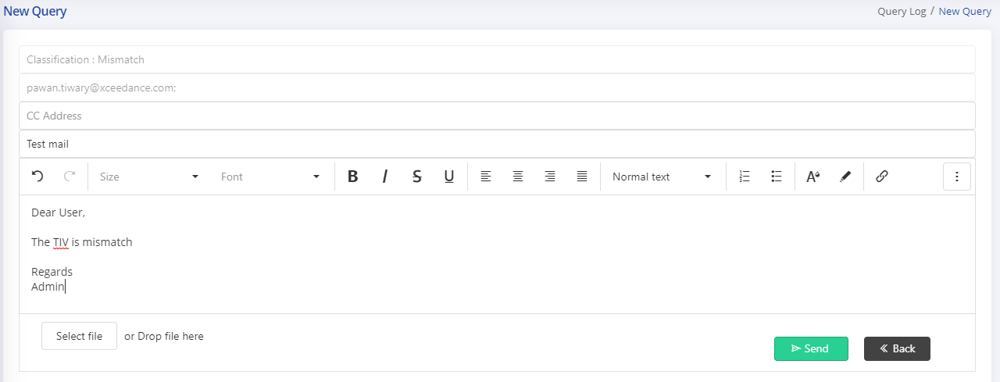 New Query
Query Log / New Query
Classification : Mismatch
pawan.tiwary@xceedance.com;
CC Address
Test mail
Size Font B I S U Normal text A
Dear User,
The TIV is mismatch
Regards
Admin
Select file or Drop file here
Send Back